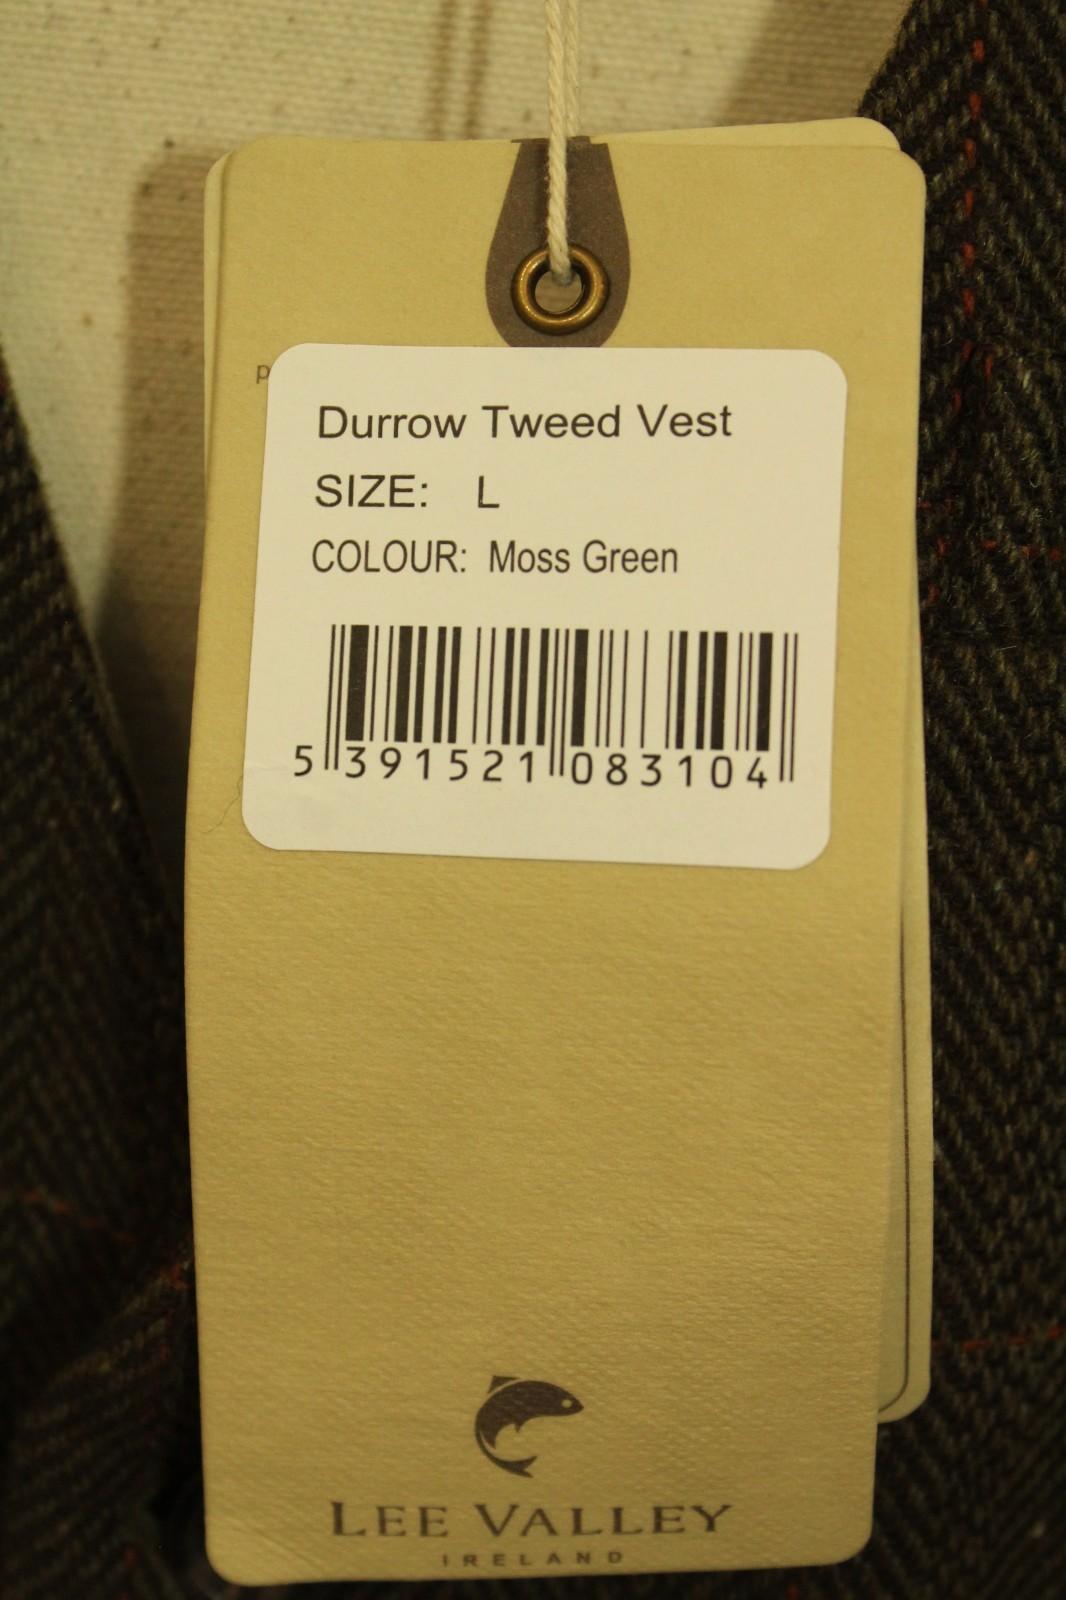 p
Durrow Tweed Vest
SIZE: L
COLOUR: Moss Green
5 391521 083104
LEE VALLEY
IRELAND